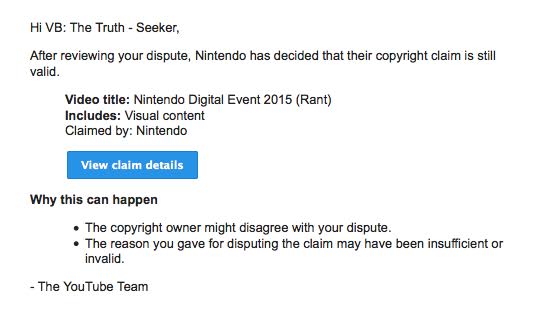 Hi VB: The Truth - Seeker,
After reviewing your dispute, Nintendo has decided that their copyright claim is still
valid.
Video title: Nintendo Digital Event 2015 (Rant)
Includes: Visual content
Claimed by: Nintendo
View claim details
Why this can happen
• The copyright owner might disagree with your dispute.
• The reason you gave for disputing the claim may have been insufficient or
invalid.
- The YouTube Team